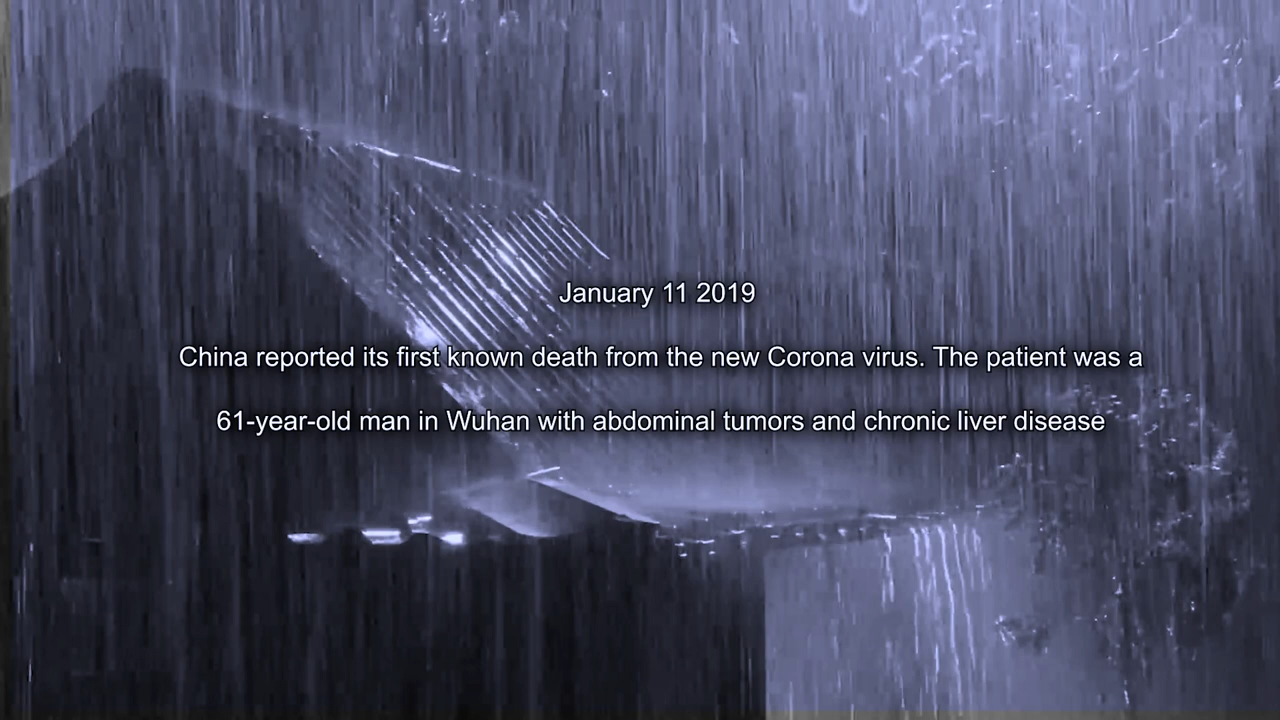 January 11 2019
China reported its first known death from the new Corona virus. The patient was a
61-year-old man in Wuhan with abdominal tumors and chronic liver disease